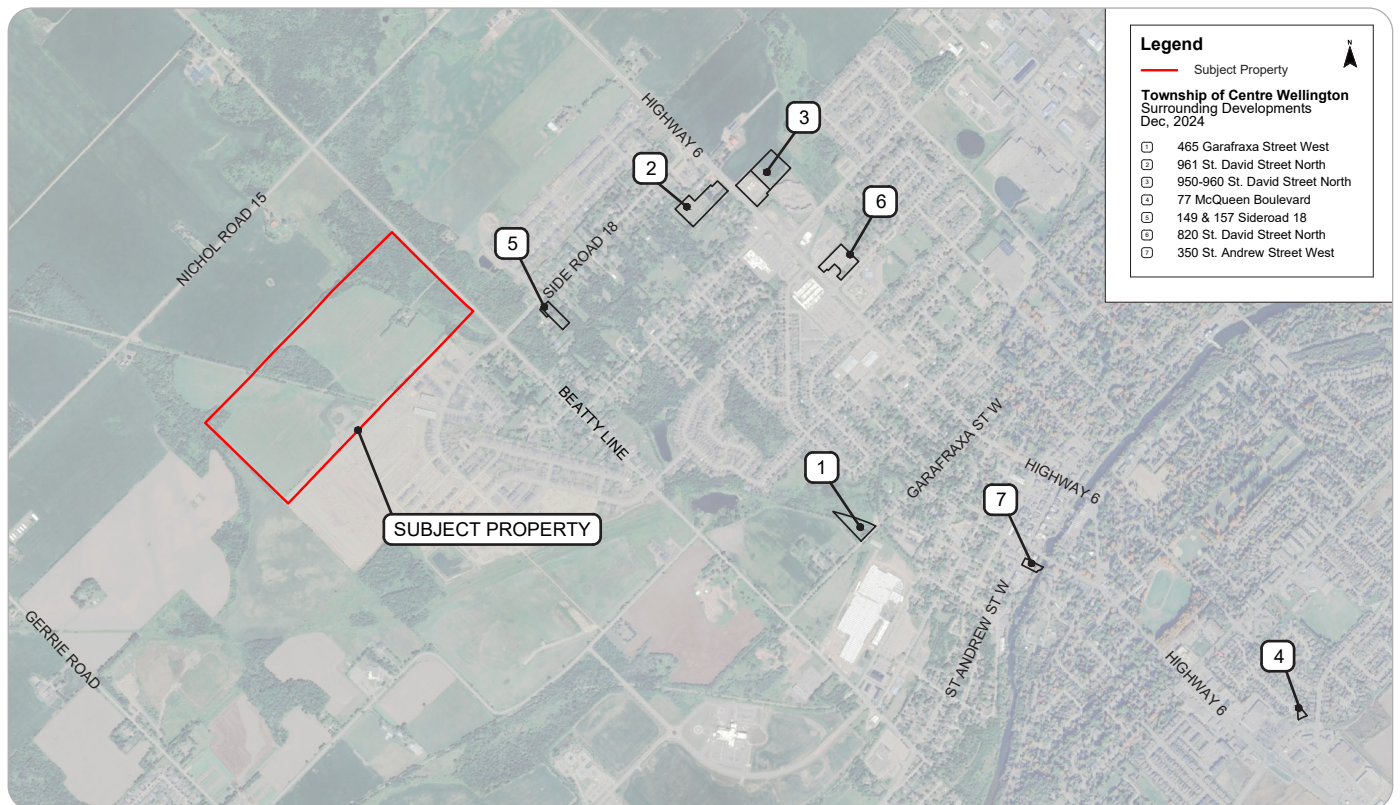 Legend
N
Subject Property
Township of Centre Wellington
Surrounding Developments
Dec, 2024
1 465 Garafraxa Street West
2 961 St. David Street North
3 950-960 St. David Street North
4 77 McQueen Boulevard
5 149 & 157 Sideroad 18
6 820 St. David Street North
7 350 St. Andrew Street West
HIGHWAY 6
3
2
6
NICHOL ROAD 15
5
SIDE ROAD 18
BEATTY LINE
GARAFRAXA ST W
1
HIGHWAY 6
7
SUBJECT PROPERTY
GERRIE ROAD
ST ANDREW ST W
4
HIGHWAY 6